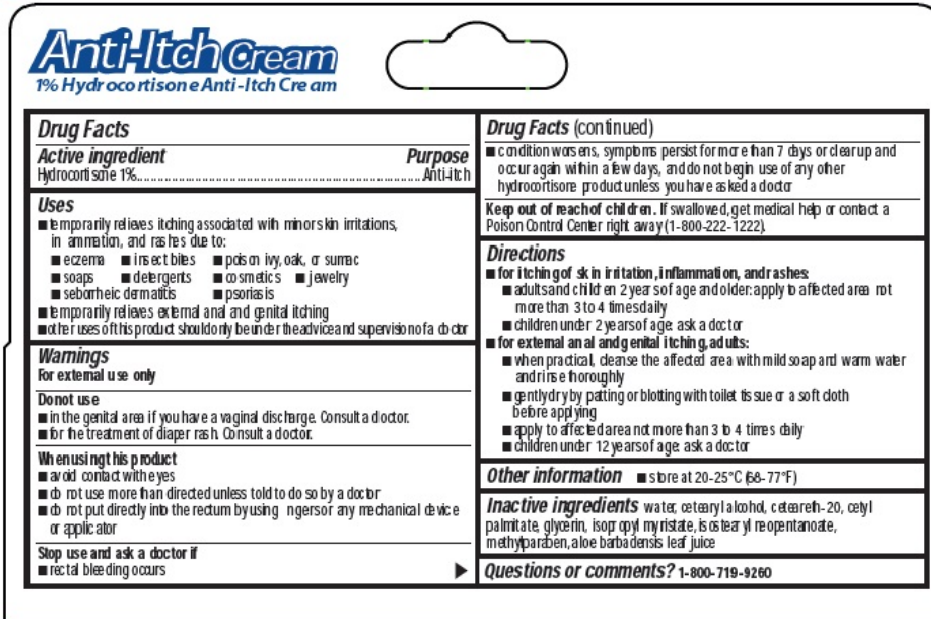 Anti-Itch Cream
1% Hydrocortisone Anti-Itch Cream
Drug Facts
Active ingredient Purpose
Hydrocortisone 1%..........Anti-itch
Uses
■ temporarily relieves itching associated with minor skin irritations,
in ammation, and rashes due to:
■ eczema ■ insect bites ■ poison ivy, oak, or sumac
■ soaps ■ detergents ■ cosmetics ■ jewelry
■ seborrheic dermatitis ■ psoriasis
■ temporarily relieves external anal and genital itching
■ other uses of this product should only be under the advice and supervision of a doctor
Warnings
For external use only
Do not use
■ in the genital area if you have a vaginal discharge. Consult a doctor.
■ for the treatment of diaper rash. Consult a doctor.
When using this product
■ avoid contact with eyes
■ do not use more than directed unless told to do so by a doctor
■ do not put directly into the rectum by using ngers or any mechanical device
or applicator
Stop use and ask a doctor if
■ rectal bleeding occurs
Drug Facts (continued)
■ condition worsens, symptoms persist for more than 7 days or clear up and
occur again within a few days, and do not begin use of any other
hydrocortisone product unless you have asked a doctor
Keep out of reach of children. If swallowed, get medical help or contact a
Poison Control Center right away (1-800-222-1222).
Directions
■ for itching of skin irritation, inflammation, and rashes:
■ adults and children 2 years of age and older: apply to affected area not
more than 3 to 4 times daily
■ children under 2 years of age: ask a doctor
■ for external anal and genital itching, adults:
■ when practical, cleanse the affected area with mild soap and warm water
and rinse thoroughly
■ gently dry by patting or blotting with toilet tissue or a soft cloth
before applying
■ apply to affected area not more than 3 to 4 times daily
■ children under 12 years of age: ask a doctor
Other information ■ store at 20-25°C (68-77°F)
Inactive ingredients water, cetearyl alcohol, ceteareth-20, cetyl
palmitate, glycerin, isopropyl myristate, isostearyl neopentanoate,
methylparaben, aloe barbadensis leaf juice
Questions or comments? 1-800-719-9260